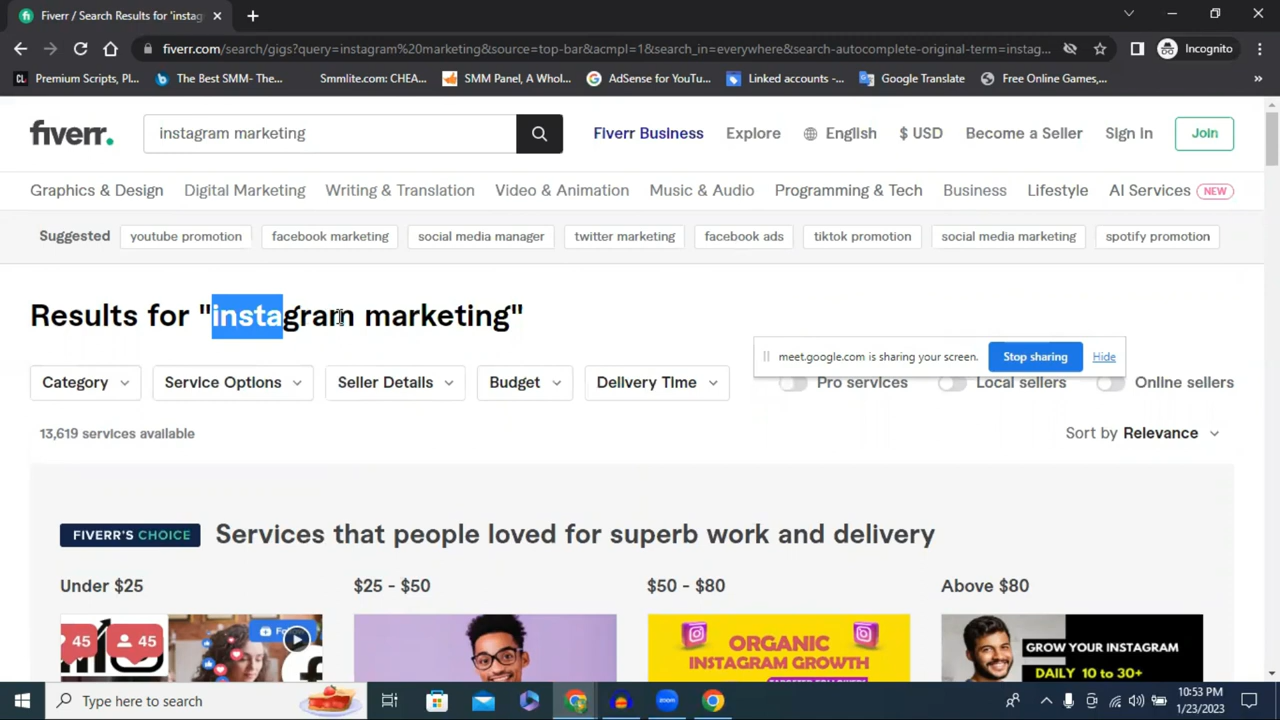 Fiverr / Search Results for 'instag
fiverr.com/search/gigs?query=instagram%20marketing&source=top-bar&acmpl=1&search_in=everywhere&search-autocomplete-original-term=instag...
Incognito
Premium Scripts, Pl...
The Best SMM- The...
Smmlite.com: CHEA...
SMM Panel, A Whol...
AdSense for YouTu...
Linked accounts -...
Google Translate
Free Online Games,...
»
fiverr.
instagram marketing
Fiverr Business
Explore
English
$ USD
Become a Seller
Sign In
Join
Graphics & Design
Digital Marketing
Writing & Translation
Video & Animation
Music & Audio
Programming & Tech
Business
Lifestyle
AI Services NEW
Suggested
youtube promotion
facebook marketing
social media manager
twitter marketing
facebook ads
tiktok promotion
social media marketing
spotify promotion
Results for "instagram marketing"
meet.google.com is sharing your screen.
Stop sharing
Hide
Category
Service Options
Seller Details
Budget
Delivery Time
Pro services
Local sellers
Online sellers
13,619 services available
Sort by Relevance
FIVERR'S CHOICE
Services that people loved for superb work and delivery
Under $25
$25 - $50
$50 - $80
Above $80
45
45
ORGANIC
INSTAGRAM GROWTH
GROW YOUR INSTAGRAM
DAILY 10 to 30+
Type here to search
zoom
10:53 PM
1/23/2023